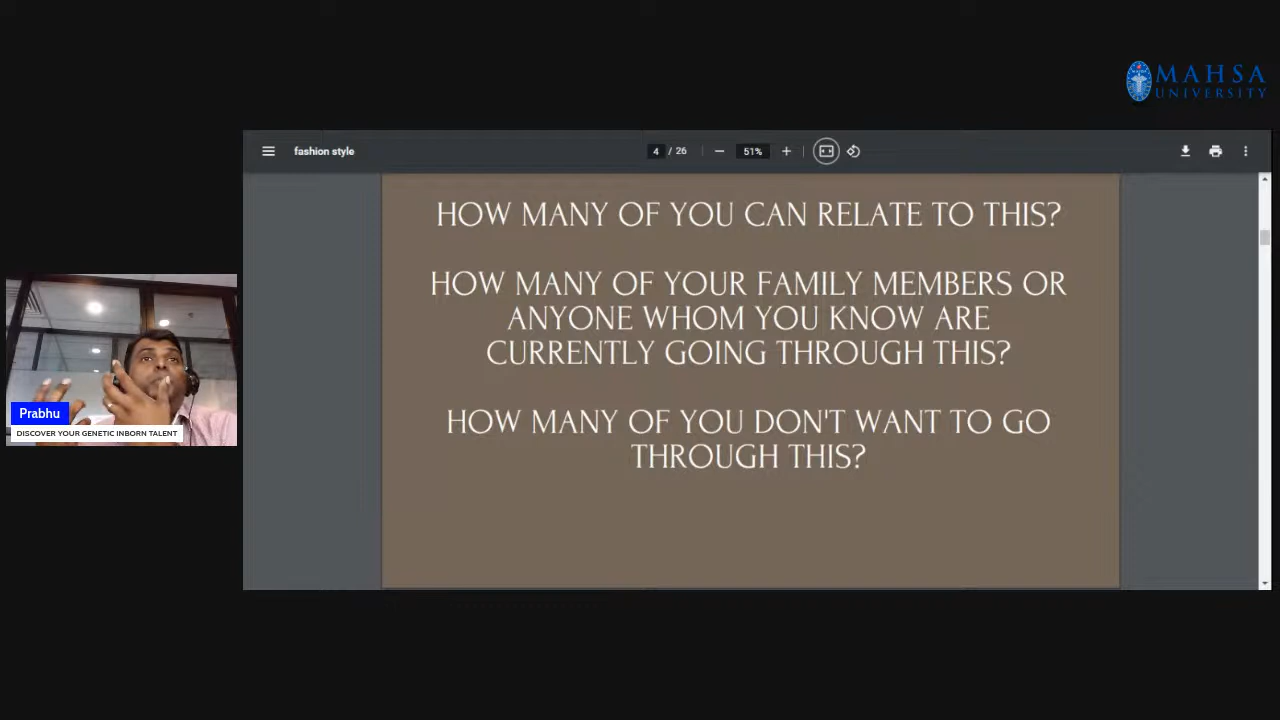 MAHSA
UNIVERSITY
fashion style
4 / 26
51%
HOW MANY OF YOU CAN RELATE TO THIS?
HOW MANY OF YOUR FAMILY MEMBERS OR
ANYONE WHOM YOU KNOW ARE
CURRENTLY GOING THROUGH THIS?
HOW MANY OF YOU DON'T WANT TO GO
THROUGH THIS?
Prabhu
DISCOVER YOUR GENETIC INBORN TALENT